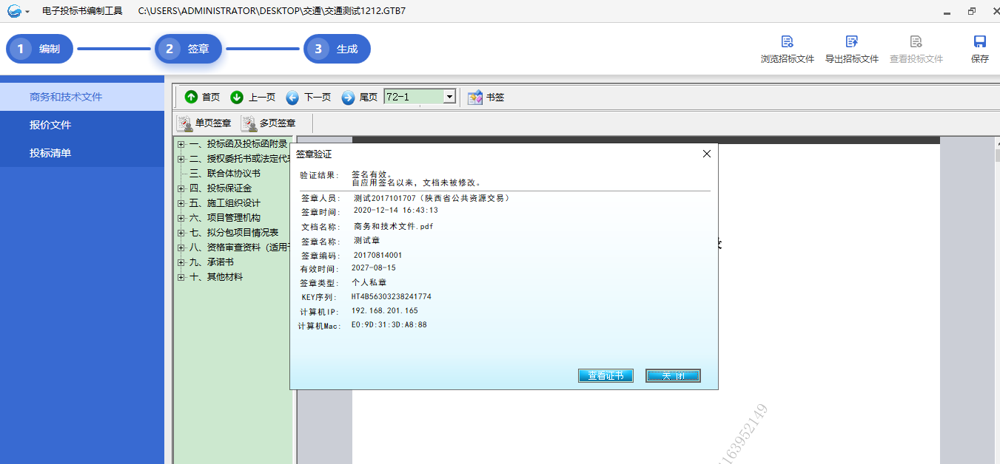 电子投标书编制工具 C:\USERS\ADMINISTRATOR\DESKTOP\交通\交通测试1212.GTB7
1 编制 2 签章 3 生成
浏览招标文件 导出招标文件 查看投标文件 保存
商务和技术文件
报价文件
投标清单
首页 上一页 下一页 尾页 72-1 书签
单页签章 多页签章
一、投标函及投标函附录
二、授权委托书或法定代
三、联合体协议书
四、投标保证金
五、施工组织设计
六、项目管理机构
七、拟分包项目情况表
八、资格审查资料（适用
九、承诺书
十、其他材料
签章验证
验证结果: 签名有效。
自应用签名以来，文档未被修改。
签章人员: 测试2017101707（陕西省公共资源交易）
签章时间: 2020-12-14 16:43:13
文档名称: 商务和技术文件.pdf
签章名称: 测试章
签章编码: 20170814001
有效时间: 2027-08-15
签章类型: 个人私章
KEY序列: HT4B56303238241774
计算机IP: 192.168.201.165
计算机Mac: E0:9D:31:3D:A8:88
查看证书 关 闭
163952149